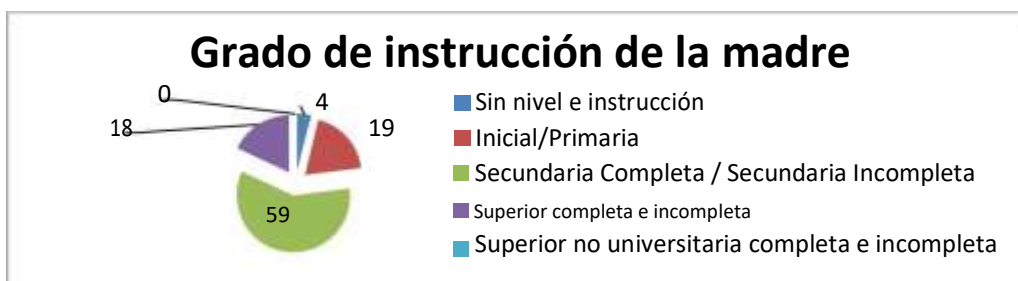 Grado de instrucción de la madre
0
4
18
19
59
Sin nivel e instrucción
Inicial/Primaria
Secundaria Completa / Secundaria Incompleta
Superior completa e incompleta
Superior no universitaria completa e incompleta